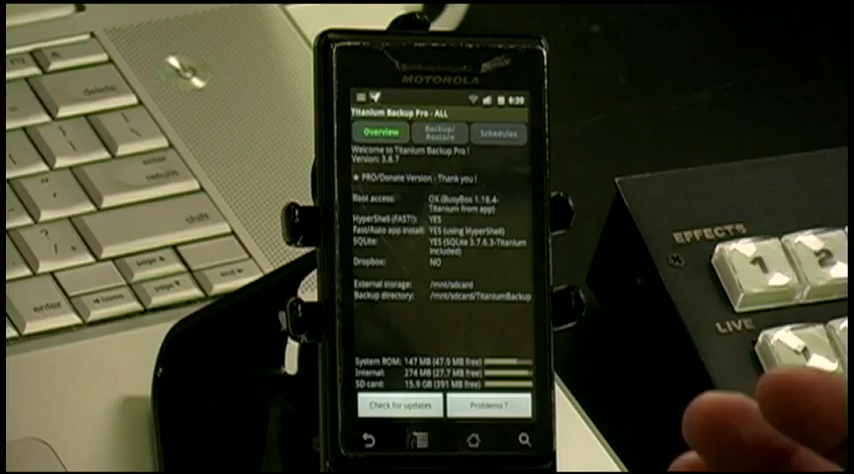 MOTOROLA
6:39
Titanium Backup Pro - ALL
Overview
Backup/
Restore
Schedules
Welcome to Titanium Backup Pro !
Version: 3.8.7
★ PRO/Donate Version - Thank you !
Root access: OK (BusyBox 1.18.4-
Titanium from app)
HyperShell (FAST!): YES
Fast/Auto app install: YES (using HyperShell)
SQLite: YES (SQLite 3.7.6.3-Titanium
included)
Dropbox: NO
External storage: /mnt/sdcard
Backup directory: /mnt/sdcard/TitaniumBackup
System ROM: 147 MB (47.9 MB free)
Internal: 274 MB (27.7 MB free)
SD card: 15.9 GB (391 MB free)
Check for updates
Problems ?
delete
enter
return
shift
page ▲
page ▼
enter
◄ home
end ►
EFFECTS
1
2
LIVE